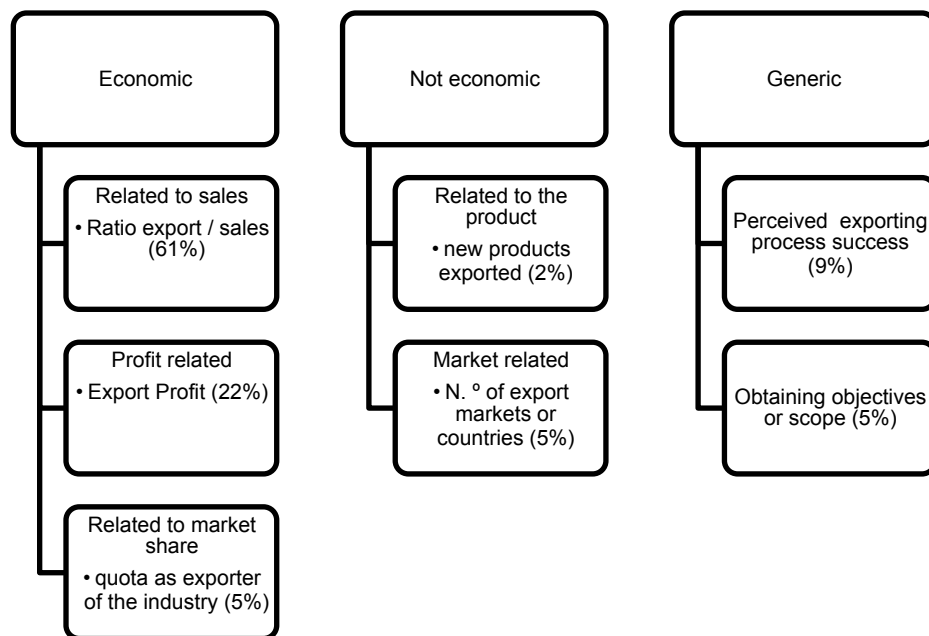 Economic
Related to sales
• Ratio export / sales
(61%)
Profit related
• Export Profit (22%)
Related to market
share
• quota as exporter
of the industry (5%)
Not economic
Related to the
product
• new products
exported (2%)
Market related
• N. º of export
markets or
countries (5%)
Generic
Perceived exporting
process success
(9%)
Obtaining objectives
or scope (5%)